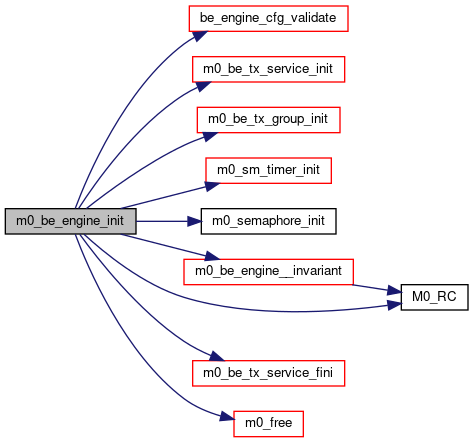 be_engine_cfg_validate
m0_be_tx_service_init
m0_be_tx_group_init
m0_sm_timer_init
m0_be_engine_init
m0_semaphore_init
m0_be_engine__invariant
M0_RC
m0_be_tx_service_fini
m0_free